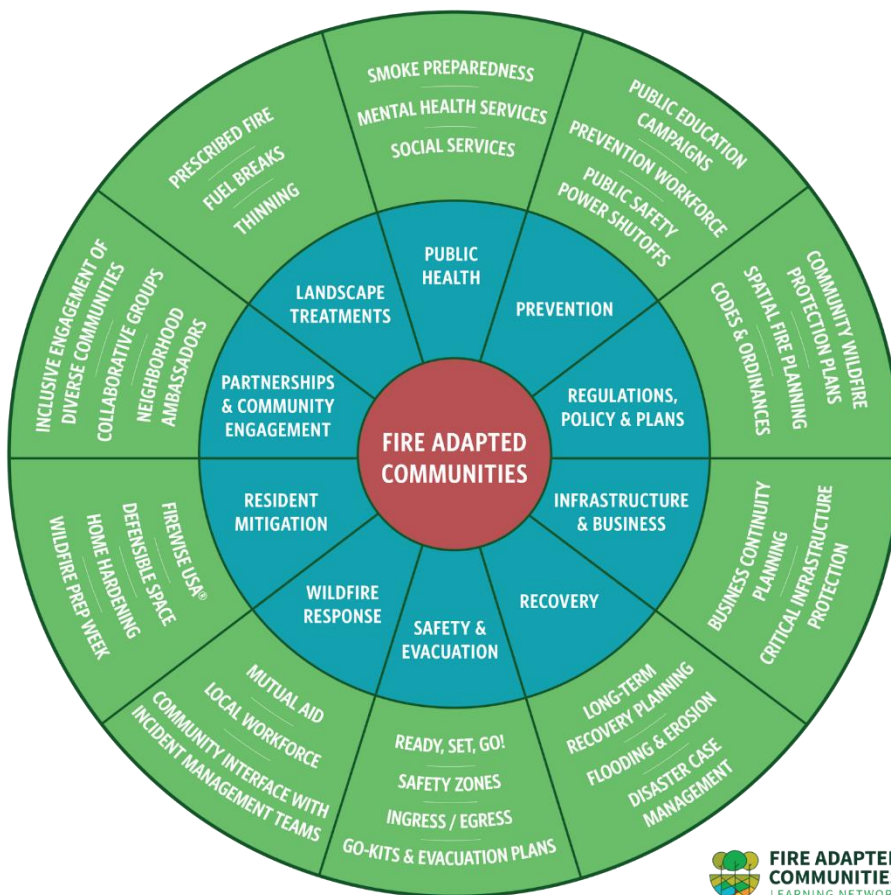 FIRE ADAPTED
COMMUNITIES
PUBLIC
HEALTH
PREVENTION
REGULATIONS,
POLICY & PLANS
INFRASTRUCTURE
& BUSINESS
RECOVERY
SAFETY &
EVACUATION
WILDFIRE
RESPONSE
RESIDENT
MITIGATION
PARTNERSHIPS
& COMMUNITY
ENGAGEMENT
LANDSCAPE
TREATMENTS
SMOKE PREPAREDNESS
MENTAL HEALTH SERVICES
SOCIAL SERVICES
PUBLIC EDUCATION
CAMPAIGNS
PREVENTION WORKFORCE
PUBLIC SAFETY
POWER SHUTOFFS
COMMUNITY WILDFIRE
PROTECTION PLANS
SPATIAL FIRE PLANNING
CODES & ORDINANCES
BUSINESS CONTINUITY
PLANNING
CRITICAL INFRASTRUCTURE
PROTECTION
LONG-TERM
RECOVERY PLANNING
FLOODING & EROSION
DISASTER CASE
MANAGEMENT
READY, SET, GO!
SAFETY ZONES
INGRESS / EGRESS
GO-KITS & EVACUATION PLANS
MUTUAL AID
LOCAL WORKFORCE
COMMUNITY INTERFACE WITH
INCIDENT MANAGEMENT TEAMS
FIREWISE USA®
DEFENSIBLE SPACE
HOME HARDENING
WILDFIRE PREP WEEK
INCLUSIVE ENGAGEMENT OF
DIVERSE COMMUNITIES
COLLABORATIVE GROUPS
NEIGHBORHOOD
AMBASSADORS
PRESCRIBED FIRE
FUEL BREAKS
THINNING
FIRE ADAPTED
COMMUNITIES
LEARNING NETWORK